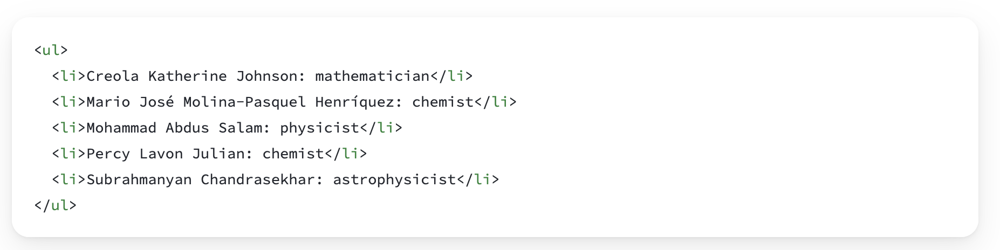 <ul>
  <li>Creola Katherine Johnson: mathematician</li>
  <li>Mario José Molina-Pasquel Henríquez: chemist</li>
  <li>Mohammad Abdus Salam: physicist</li>
  <li>Percy Lavon Julian: chemist</li>
  <li>Subrahmanyan Chandrasekhar: astrophysicist</li>
</ul>